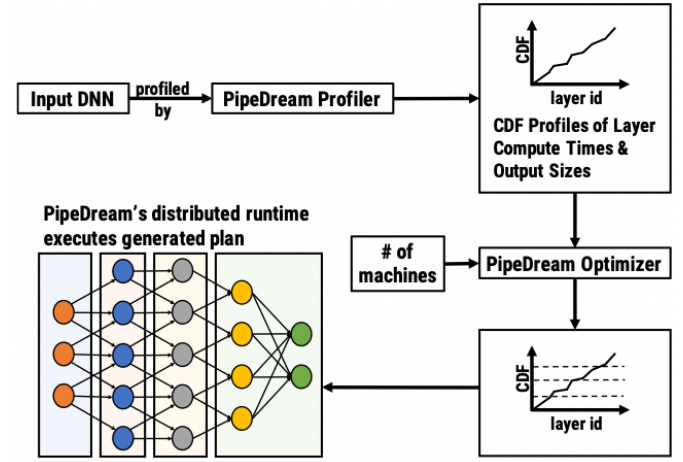 Input DNN
profiled
by
PipeDream Profiler
CDF
layer id
CDF Profiles of Layer
Compute Times &
Output Sizes
# of
machines
PipeDream Optimizer
CDF
layer id
PipeDream's distributed runtime
executes generated plan